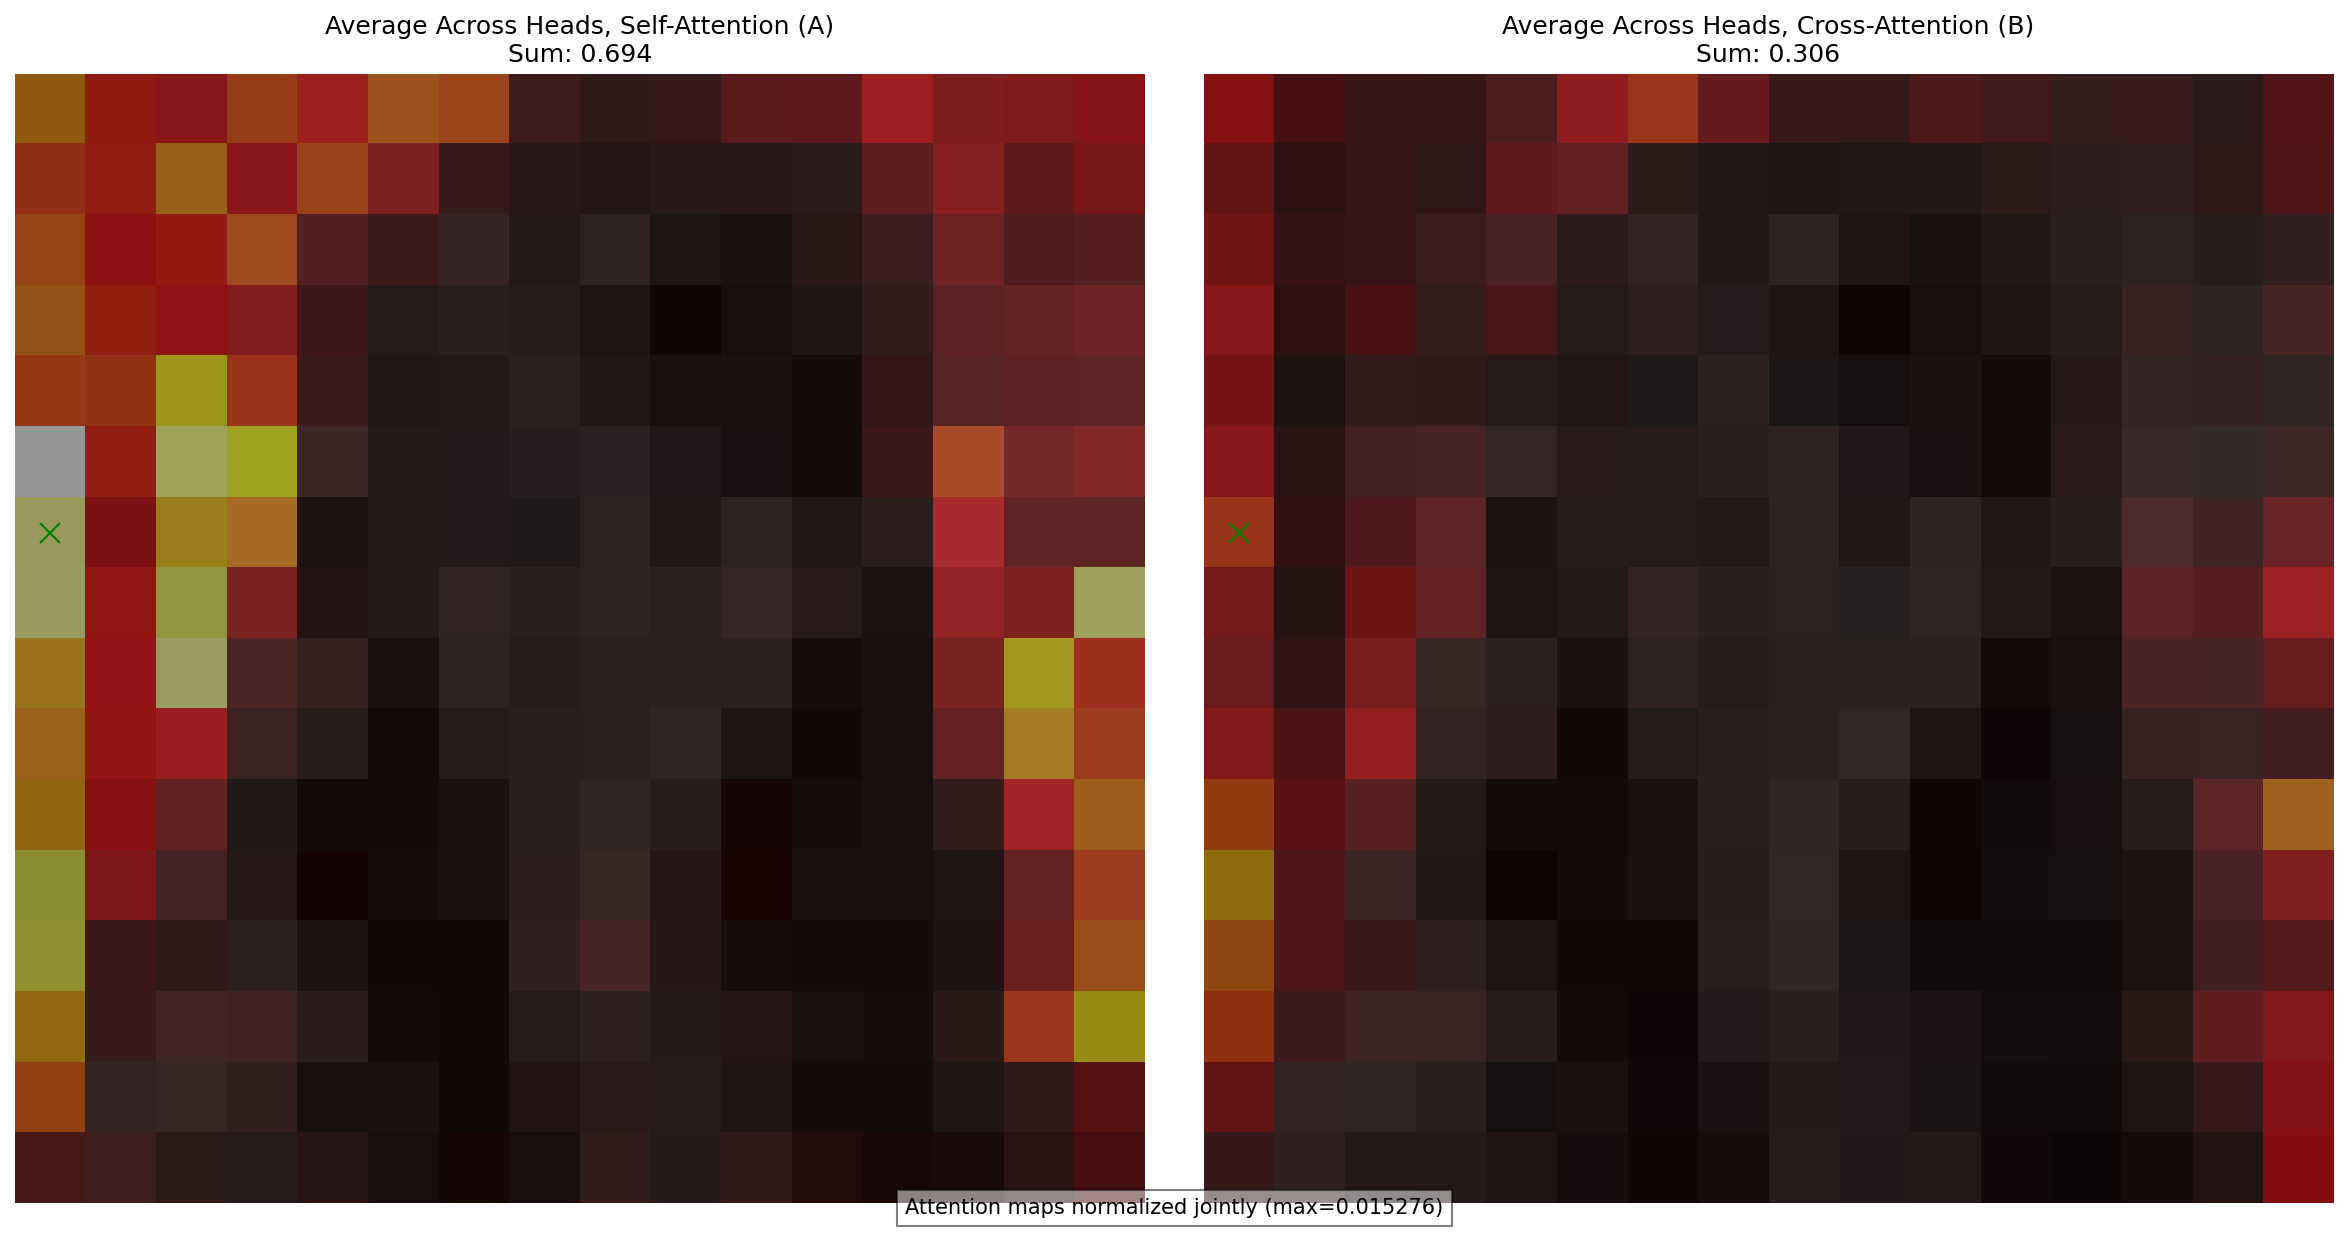 Average Across Heads, Self-Attention (A)
Sum: 0.694
Average Across Heads, Cross-Attention (B)
Sum: 0.306
Attention maps normalized jointly (max=0.015276)